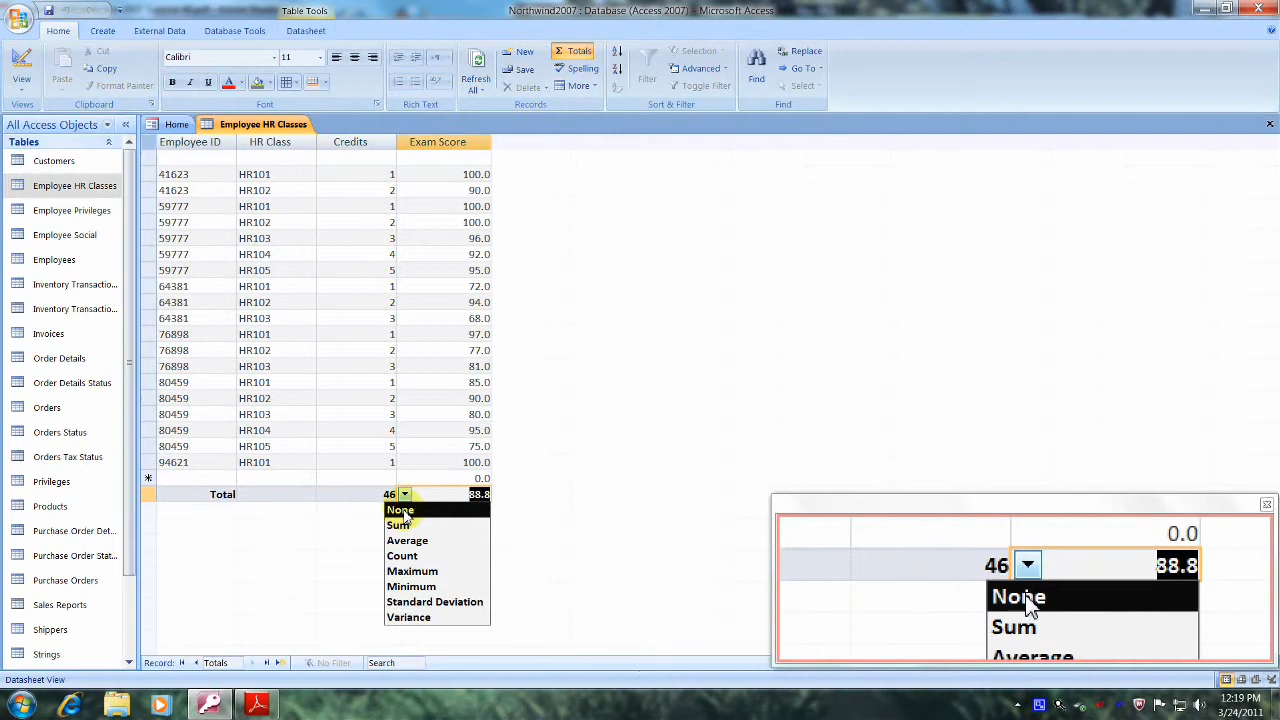 Table Tools
Northwind2007 : Database (Access 2007) - Microsoft Access
Home Create External Data Database Tools Datasheet
View
Views
Paste
Cut
Copy
Format Painter
Clipboard
Calibri 11
B I U A
Font
Rich Text
Refresh
All
New
Save
Delete
Σ Totals
Spelling
More
Records
Filter
Selection
Advanced
Toggle Filter
Sort & Filter
Find
Replace
Go To
Select
Find
All Access Objects
Tables
Customers
Employee HR Classes
Employee Privileges
Employee Social
Employees
Inventory Transactio...
Inventory Transactio...
Invoices
Order Details
Order Details Status
Orders
Orders Status
Orders Tax Status
Privileges
Products
Purchase Order Det...
Purchase Order Stat...
Purchase Orders
Sales Reports
Shippers
Strings
Home Employee HR Classes
Employee ID HR Class Credits Exam Score
41623 HR101 1 100.0
41623 HR102 2 90.0
59777 HR101 1 100.0
59777 HR102 2 100.0
59777 HR103 3 96.0
59777 HR104 4 92.0
59777 HR105 5 95.0
64381 HR101 1 72.0
64381 HR102 2 94.0
64381 HR103 3 68.0
76898 HR101 1 97.0
76898 HR102 2 77.0
76898 HR103 3 81.0
80459 HR101 1 85.0
80459 HR102 2 90.0
80459 HR103 3 80.0
80459 HR104 4 95.0
80459 HR105 5 75.0
94621 HR101 1 100.0
* 0.0
Total 46 88.8
None
Sum
Average
Count
Maximum
Minimum
Standard Deviation
Variance
0.0
46 88.8
None
Sum
Average
Record: Totals No Filter Search
Datasheet View
12:19 PM
3/24/2011